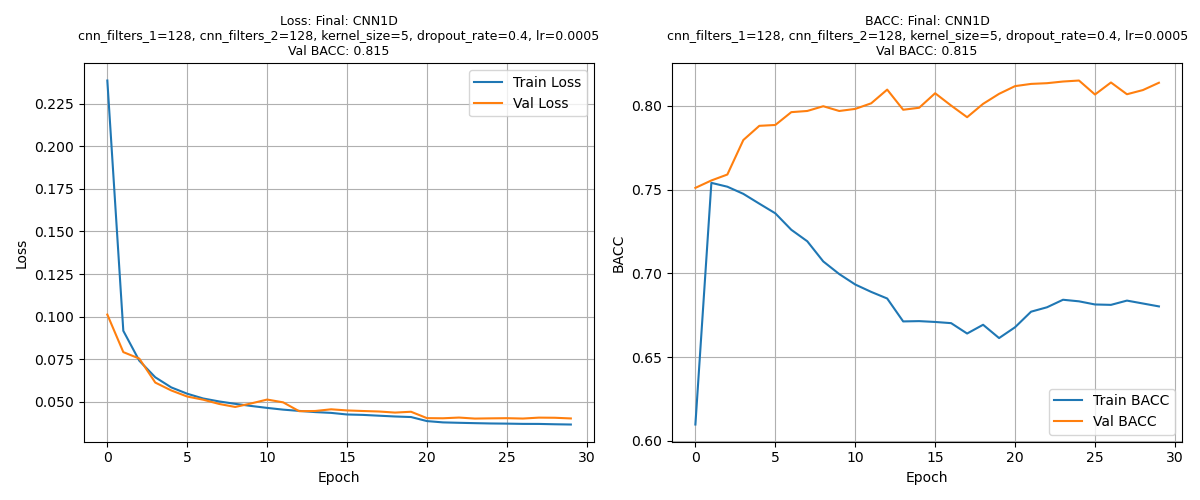 Loss: Final: CNN1D
cnn_filters_1=128, cnn_filters_2=128, kernel_size=5, dropout_rate=0.4, lr=0.0005
Val BACC: 0.815
Train Loss
Val Loss
0.225
0.200
0.175
0.150
0.125
0.100
0.075
0.050
Loss
0
5
10
15
20
25
30
Epoch
BACC: Final: CNN1D
cnn_filters_1=128, cnn_filters_2=128, kernel_size=5, dropout_rate=0.4, lr=0.0005
Val BACC: 0.815
0.80
0.75
0.70
0.65
0.60
BACC
Train BACC
Val BACC
0
5
10
15
20
25
30
Epoch